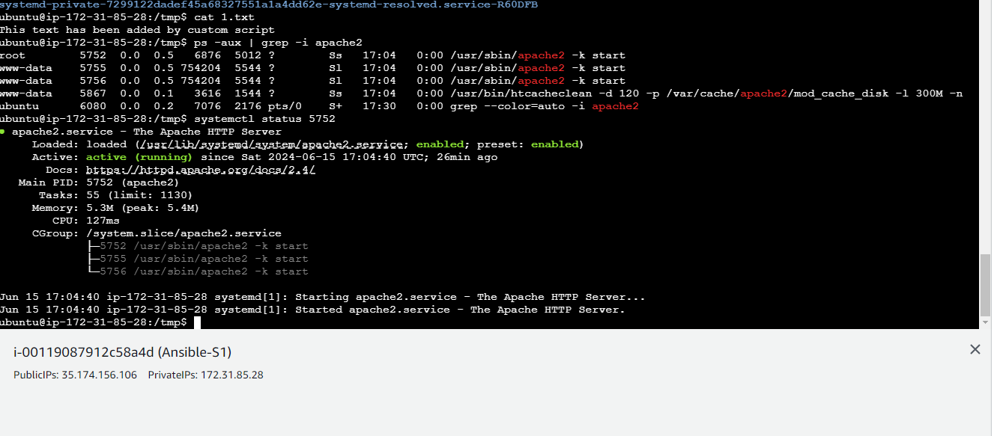 systemd-private-7299122dadef45a68327551a1a4dd62e-systemd-resolved.service-R60DFB
ubuntu@ip-172-31-85-28:/tmp$ cat 1.txt
This text has been added by custom script
ubuntu@ip-172-31-85-28:/tmp$ ps -aux | grep -i apache2
root        5752  0.0  0.5   6876  5012 ?        Ss   17:04   0:00 /usr/sbin/apache2 -k start
www-data    5755  0.0  0.5 754204  5544 ?        Sl   17:04   0:00 /usr/sbin/apache2 -k start
www-data    5756  0.0  0.5 754204  5544 ?        Sl   17:04   0:00 /usr/sbin/apache2 -k start
www-data    5867  0.0  0.1   3616  1544 ?        Ss   17:04   0:00 /usr/bin/htcacheclean -d 120 -p /var/cache/apache2/mod_cache_disk -l 300M -n
ubuntu      6080  0.0  0.2   7076  2176 pts/0    S+   17:30   0:00 grep --color=auto -i apache2
ubuntu@ip-172-31-85-28:/tmp$ systemctl status 5752
● apache2.service - The Apache HTTP Server
     Loaded: loaded (/usr/lib/systemd/system/apache2.service; enabled; preset: enabled)
     Active: active (running) since Sat 2024-06-15 17:04:40 UTC; 26min ago
       Docs: https://httpd.apache.org/docs/2.4/
   Main PID: 5752 (apache2)
      Tasks: 55 (limit: 1130)
     Memory: 5.3M (peak: 5.4M)
        CPU: 127ms
     CGroup: /system.slice/apache2.service
             ├─5752 /usr/sbin/apache2 -k start
             ├─5755 /usr/sbin/apache2 -k start
             └─5756 /usr/sbin/apache2 -k start
Jun 15 17:04:40 ip-172-31-85-28 systemd[1]: Starting apache2.service - The Apache HTTP Server...
Jun 15 17:04:40 ip-172-31-85-28 systemd[1]: Started apache2.service - The Apache HTTP Server.
ubuntu@ip-172-31-85-28:/tmp$
i-00119087912c58a4d (Ansible-S1)
PublicIPs: 35.174.156.106 PrivateIPs: 172.31.85.28